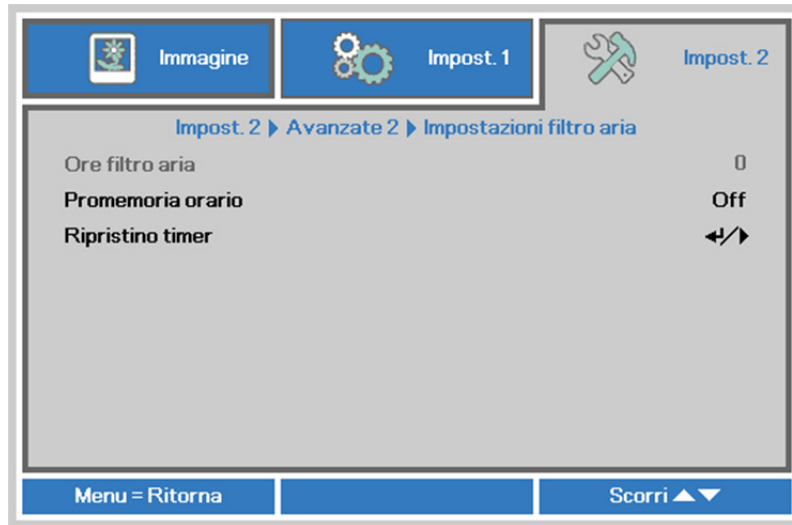 Immagine
Impost. 1
Impost. 2
Impost. 2 ▶ Avanzate 2 ▶ Impostazioni filtro aria
Ore filtro aria 0
Promemoria orario Off
Ripristino timer ↵/▶
Menu = Ritorna
Scorri ▲▼